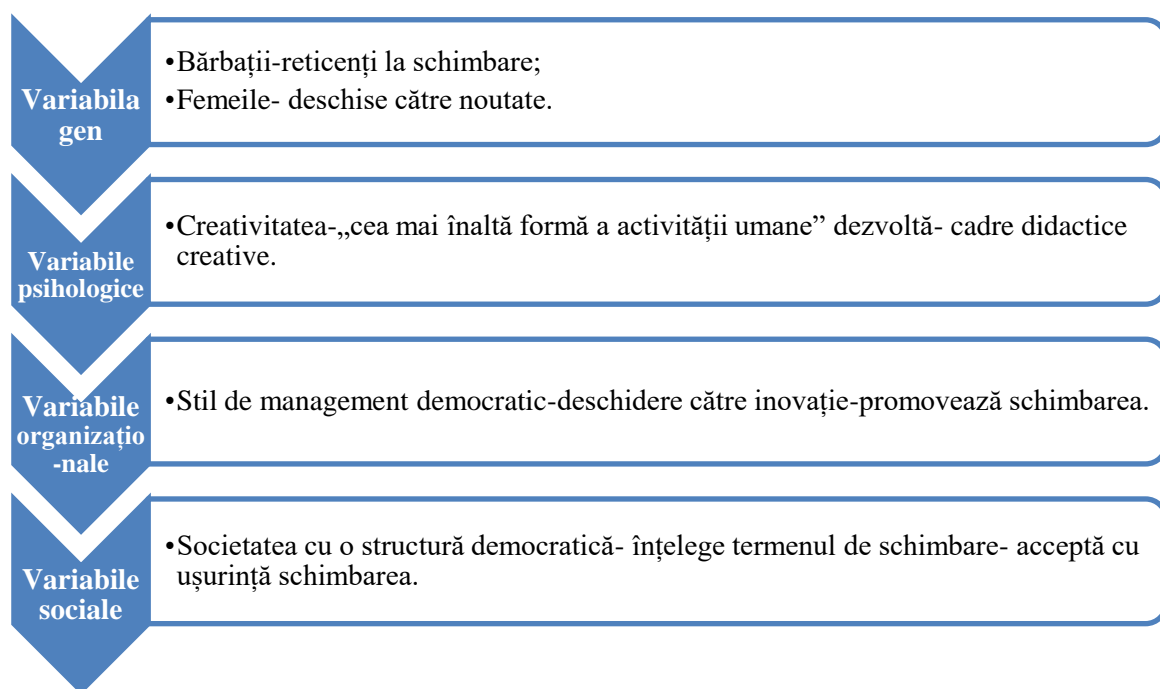 Variabila
gen
•Bărbații-reticenți la schimbare;
•Femeile- deschise către noutate.
Variabile
psihologice
•Creativitatea-„cea mai înaltă formă a activității umane” dezvoltă- cadre didactice
creative.
Variabile
organizațio
-nale
•Stil de management democratic-deschidere către inovație-promovează schimbarea.
Variabile
sociale
•Societatea cu o structură democratică- înțelege termenul de schimbare- acceptă cu
ușurință schimbarea.